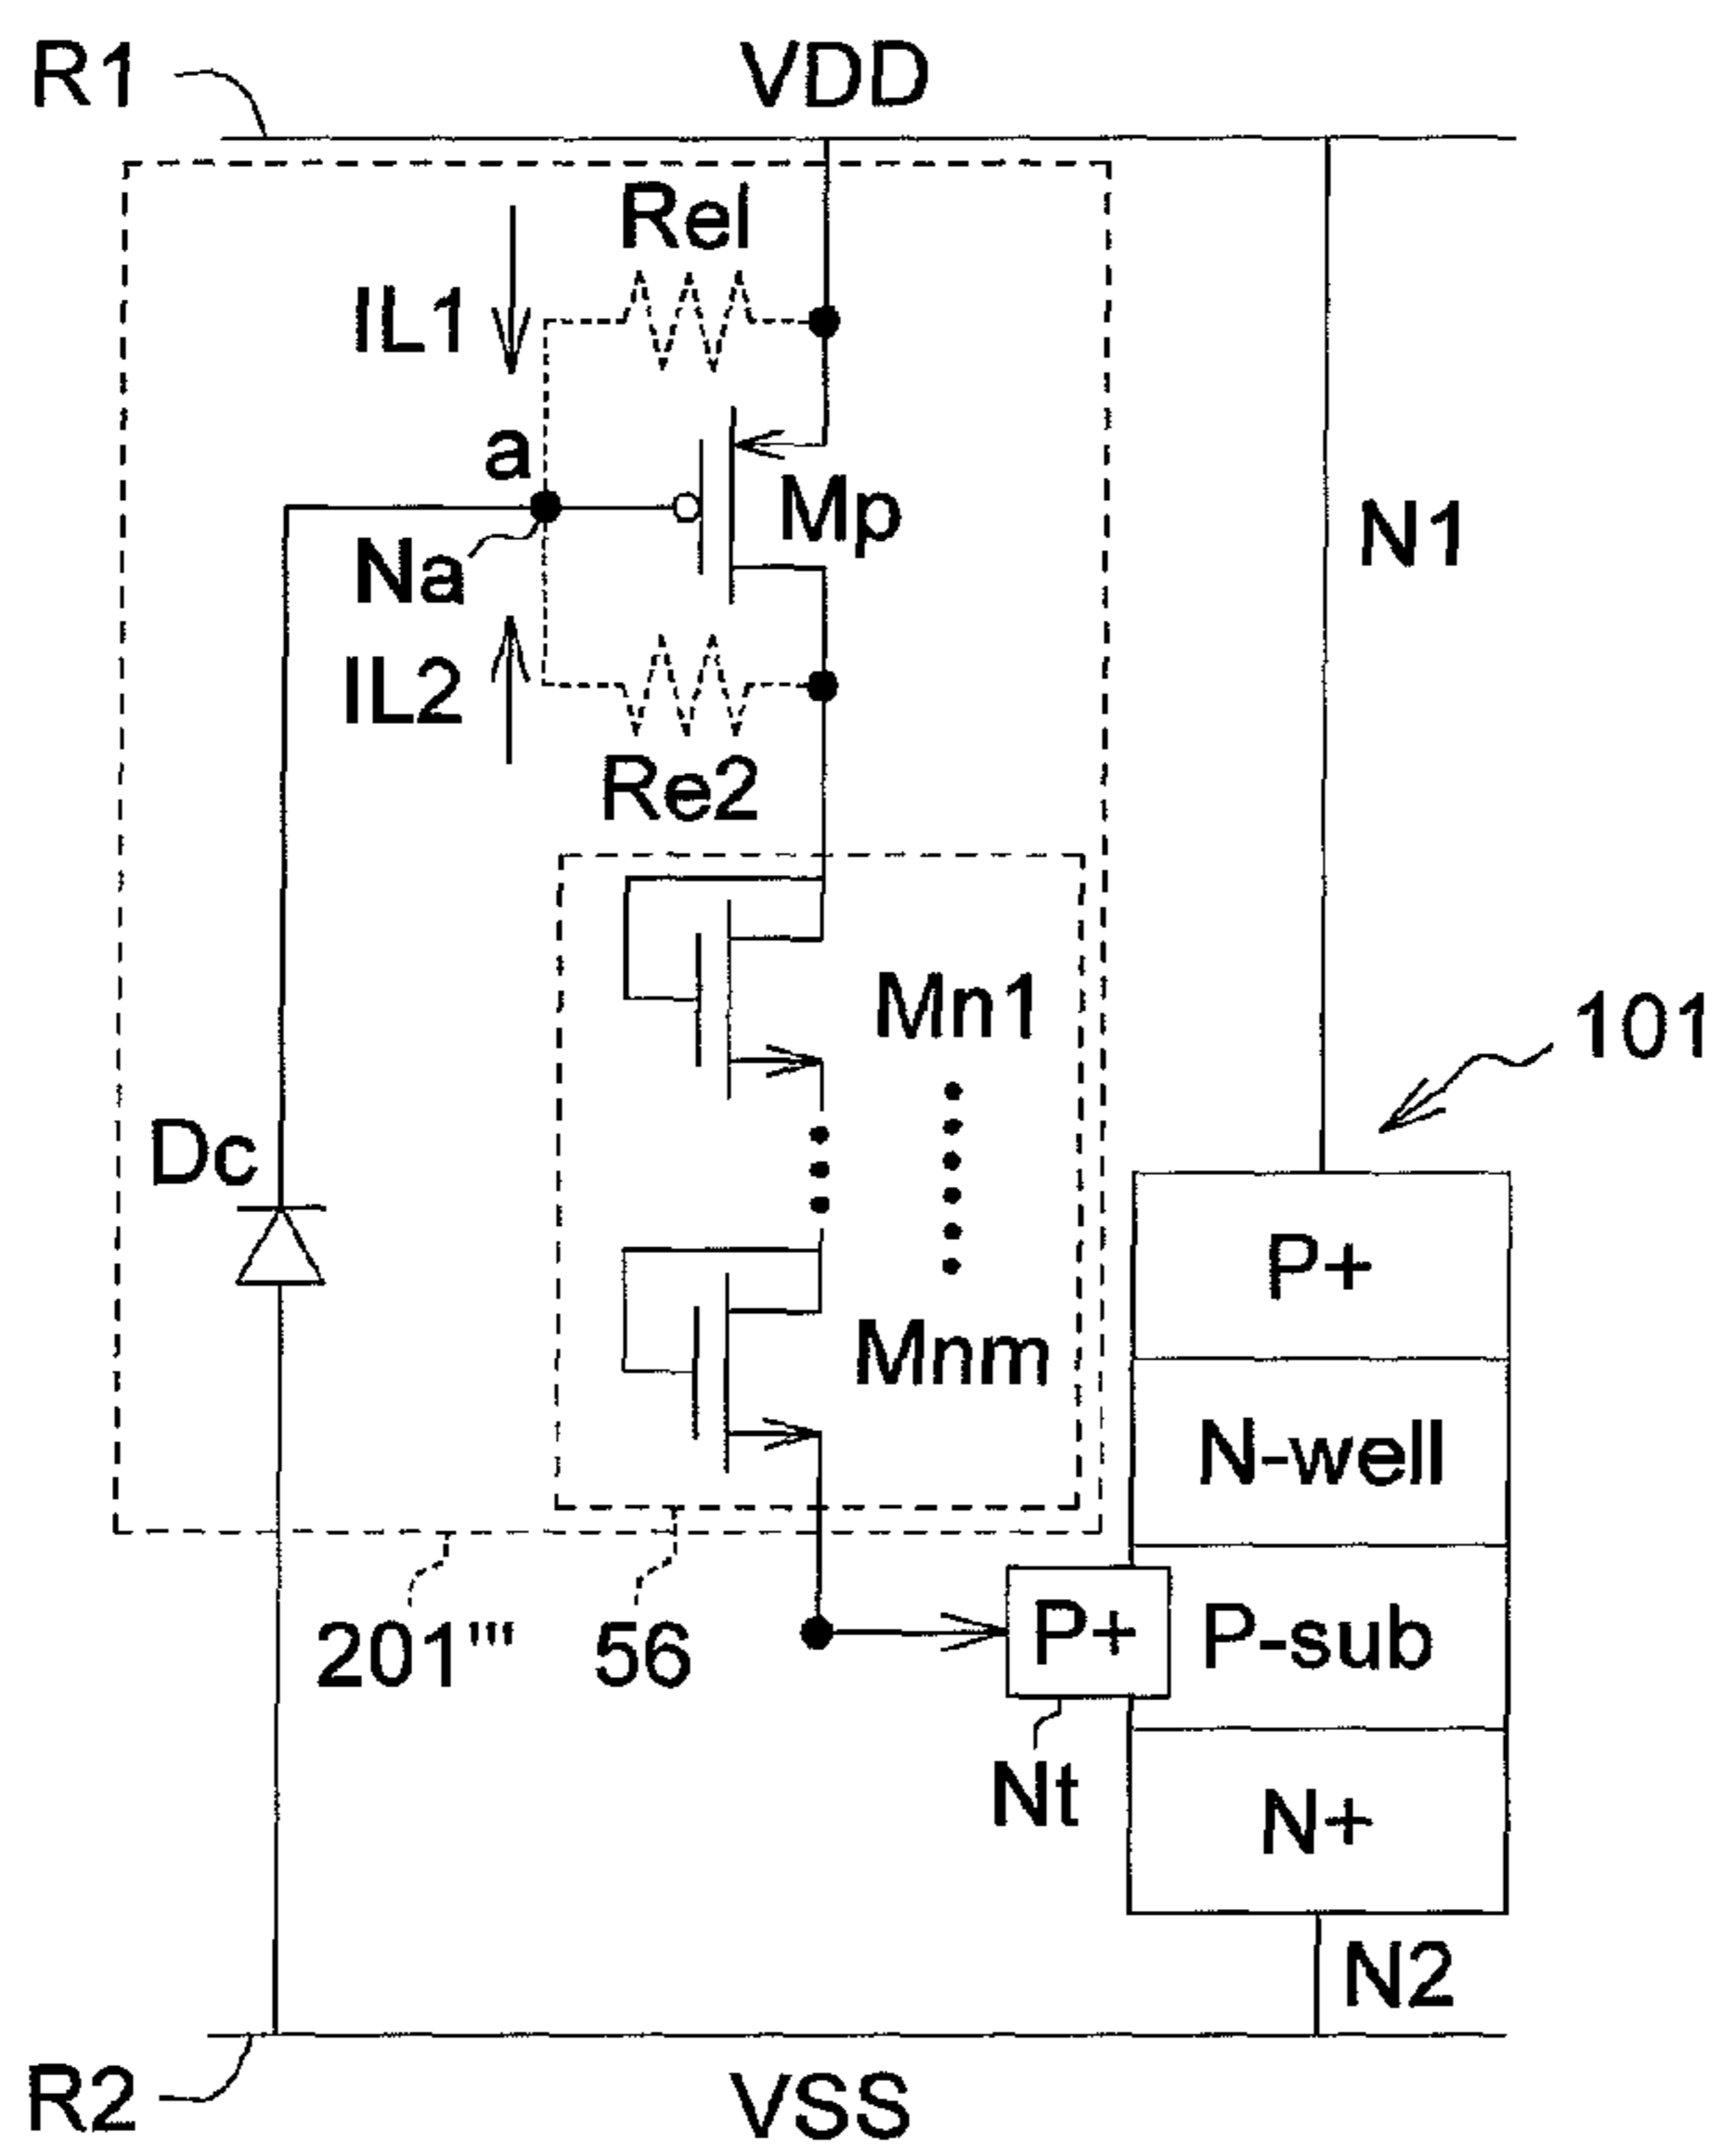 R1
VDD
Rel
IL1
a
Mp
Na
N1
IL2
Re2
Mn1
101
Dc
P+
Mnm
N-well
201'''
56
P+
P-sub
Nt
N+
N2
R2
VSS